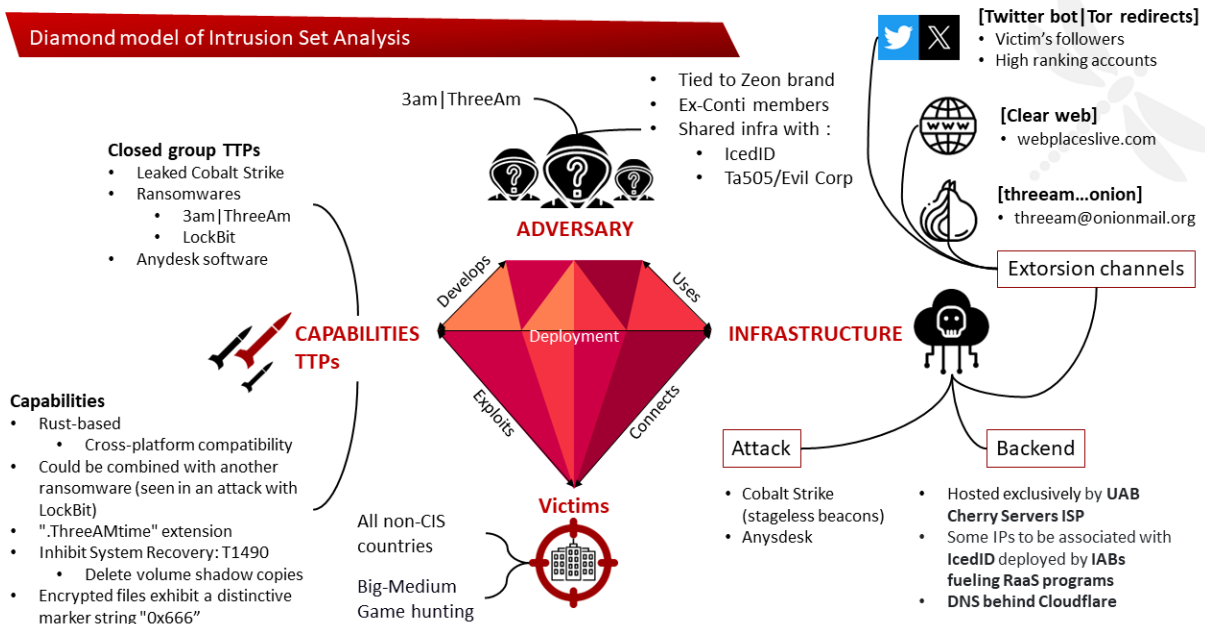 Diamond model of Intrusion Set Analysis
[Twitter bot|Tor redirects]
• Victim's followers
• High ranking accounts
[Clear web]
• webplaceslive.com
WWW
[threeam...onion]
• threeam@onionmail.org
Extorsion channels
3am|ThreeAm
• Tied to Zeon brand
• Ex-Conti members
• Shared infra with :
• IcedID
• Ta505/Evil Corp
ADVERSARY
Closed group TTPs
• Leaked Cobalt Strike
• Ransomwares
• 3am|ThreeAm
• LockBit
• Anydesk software
Develops
Uses
Deployment
Exploits
Connects
CAPABILITIES
TTPs
INFRASTRUCTURE
Capabilities
• Rust-based
• Cross-platform compatibility
• Could be combined with another
ransomware (seen in an attack with
LockBit)
• ".ThreeAMtime" extension
• Inhibit System Recovery: T1490
• Delete volume shadow copies
• Encrypted files exhibit a distinctive
marker string "0x666”
Victims
All non-CIS
countries
Big-Medium
Game hunting
Attack
• Cobalt Strike
(stageless beacons)
• Anysdesk
Backend
• Hosted exclusively by UAB
Cherry Servers ISP
• Some IPs to be associated with
IcedID deployed by IABs
fueling RaaS programs
• DNS behind Cloudflare